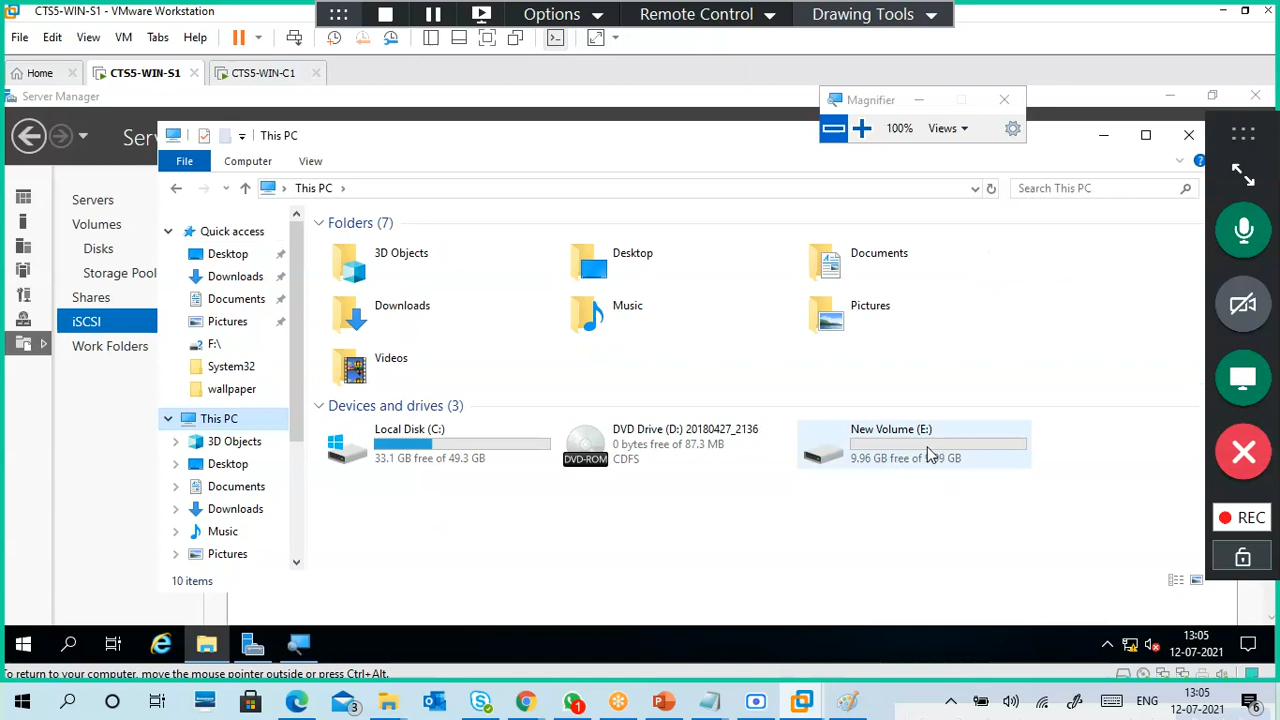 CTS5-WIN-S1 - VMware Workstation
Options
Remote Control
Drawing Tools
File Edit View VM Tabs Help
Home
CTS5-WIN-S1
CTS5-WIN-C1
Server Manager
Magnifier
100% Views
Serv
This PC
File Computer View
This PC
Search This PC
Servers
Volumes
Disks
Storage Pool
Shares
iSCSI
Work Folders
Quick access
Desktop
Downloads
Documents
Pictures
F:\
System32
wallpaper
This PC
3D Objects
Desktop
Documents
Downloads
Music
Pictures
Folders (7)
3D Objects
Desktop
Documents
Downloads
Music
Pictures
Videos
Devices and drives (3)
Local Disk (C:)
33.1 GB free of 49.3 GB
DVD Drive (D:) 20180427_2136
0 bytes free of 87.3 MB
CDFS
DVD-ROM
New Volume (E:)
9.96 GB free of GB
10 items
REC
13:05
12-07-2021
To return to your computer, move the mouse pointer outside or press Ctrl+Alt.
3
1
ENG
13:05
12-07-2021
6